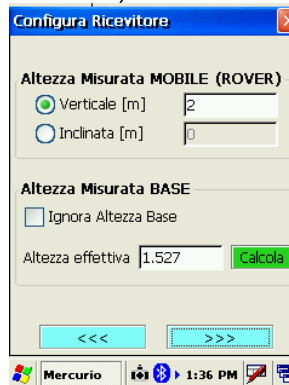 Configura Ricevitore
Altezza Misurata MOBILE (ROVER)
Verticale [m] 2
Inclinata [m] 0
Altezza Misurata BASE
Ignora Altezza Base
Altezza effettiva 1.527 Calcola
<<< >>>
Mercurio 1:36 PM